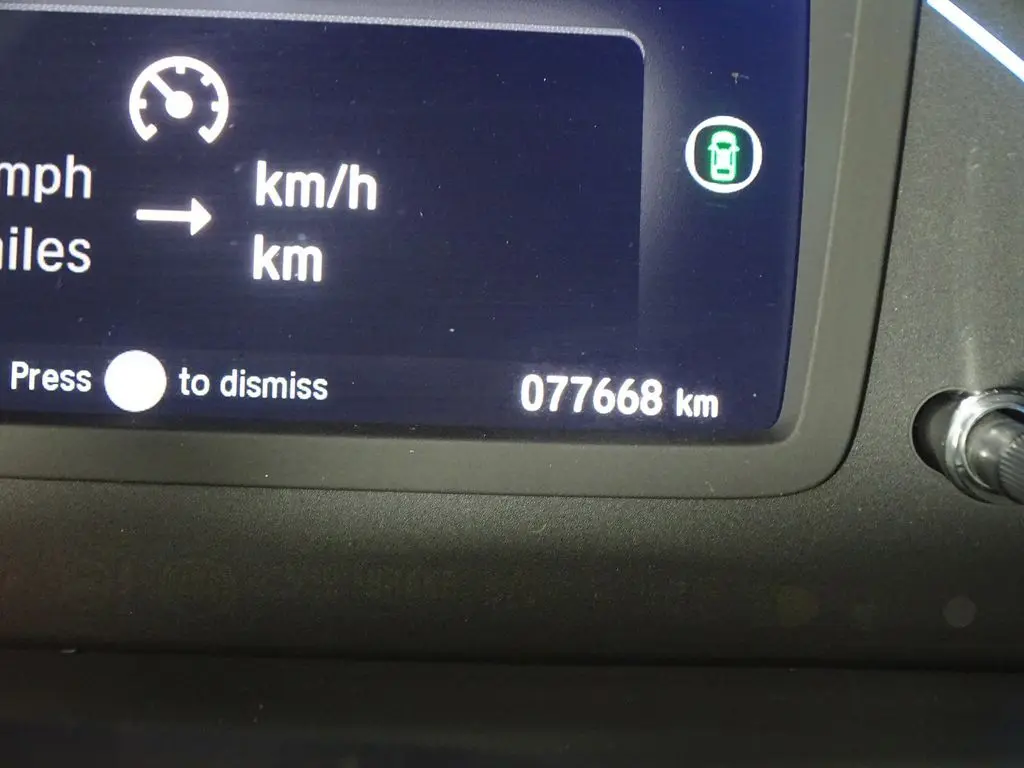 mph
km/h
iles
km
Press to dismiss
077668 km